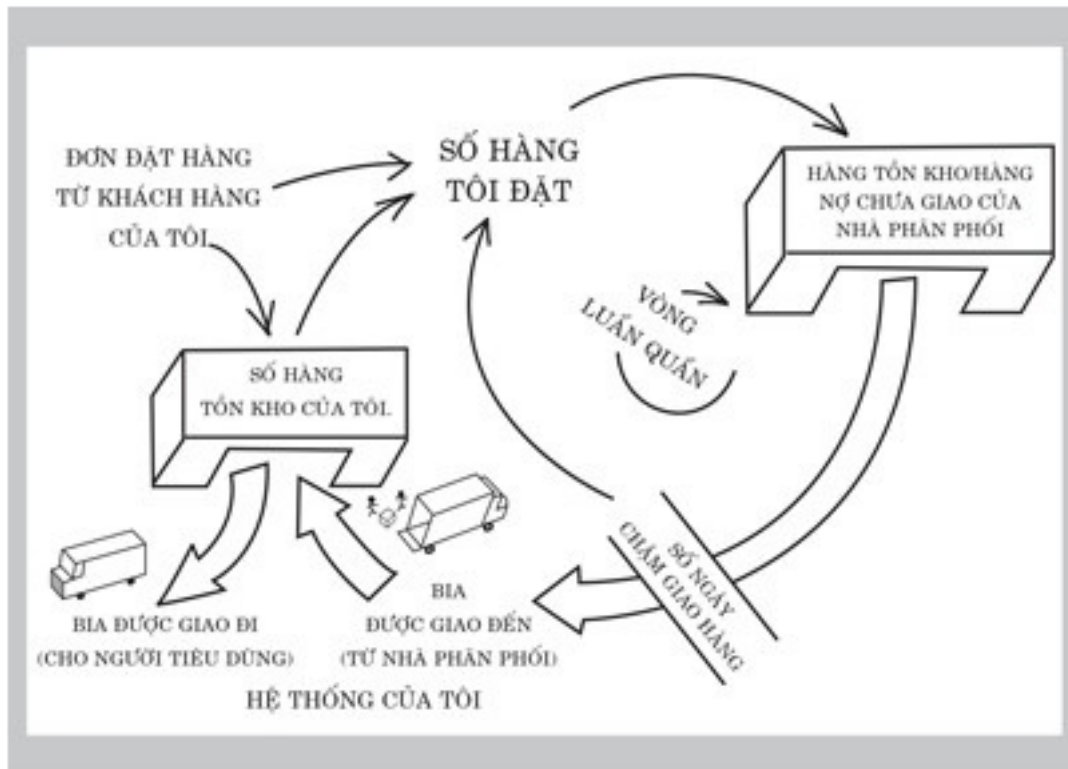 ĐƠN ĐẶT HÀNG
TỪ KHÁCH HÀNG
CỦA TÔI
SỐ HÀNG
TÔI ĐẶT
HÀNG TỒN KHO/HÀNG
NỢ CHƯA GIAO CỦA
NHÀ PHÂN PHỐI
VÒNG
LUẨN QUẨN
SỐ HÀNG
TỒN KHO CỦA TÔI.
SỐ NGÀY
CHẬM GIAO HÀNG
BIA ĐƯỢC GIAO ĐI
(CHO NGƯỜI TIÊU DÙNG)
BIA
ĐƯỢC GIAO ĐẾN
(TỪ NHÀ PHÂN PHỐI)
HỆ THỐNG CỦA TÔI